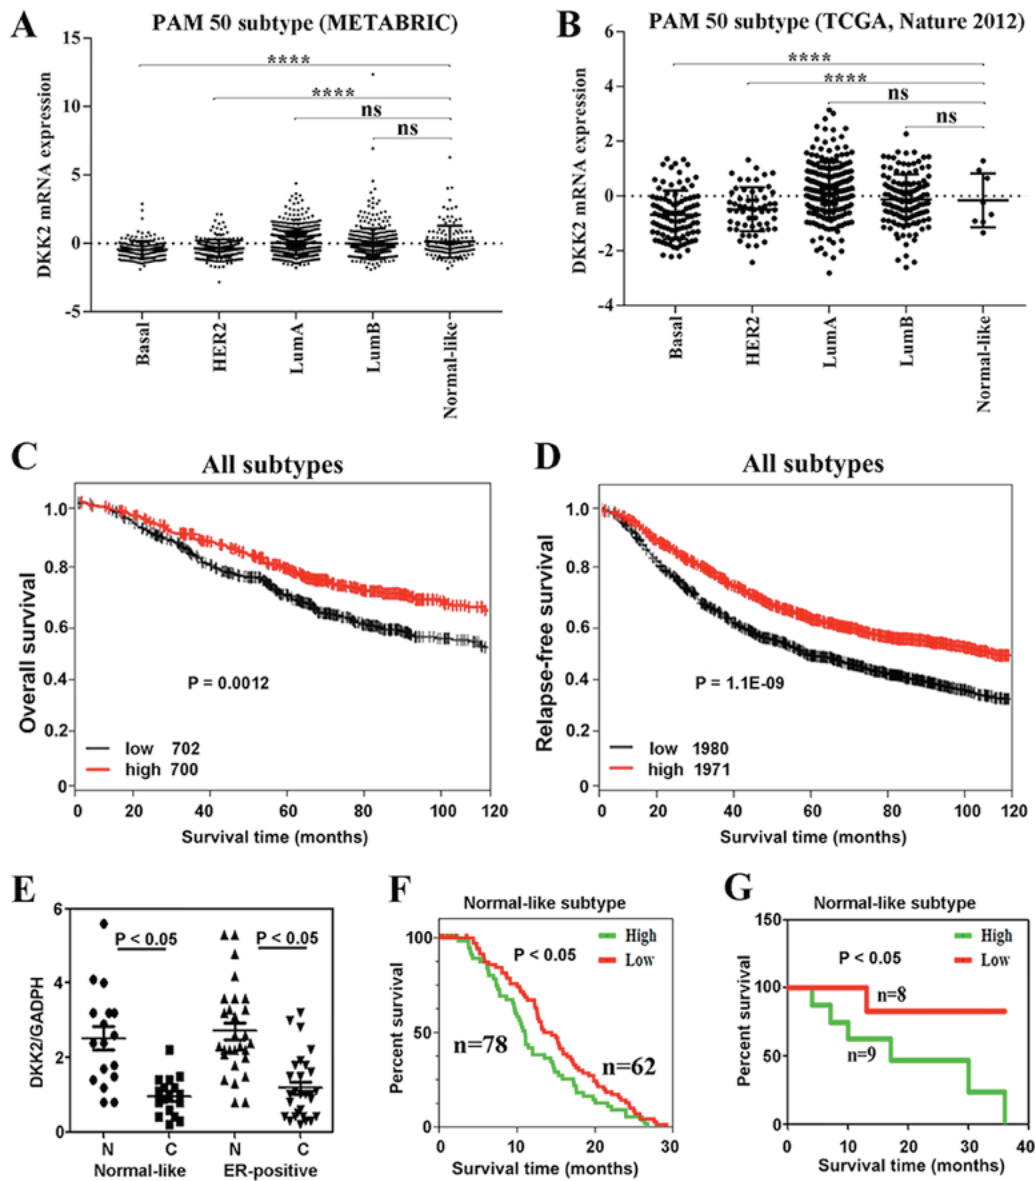 A
PAM 50 subtype (METABRIC)
DKK2 mRNA expression
15
10
5
0
-5
****
****
ns
ns
Basal
HER2
LumA
LumB
Normal-like
B
PAM 50 subtype (TCGA, Nature 2012)
DKK2 mRNA expression
6
4
2
0
-2
-4
****
****
ns
ns
Basal
HER2
LumA
LumB
Normal-like
C
All subtypes
Overall survival
1.0
0.8
0.6
0.4
0.2
0
P = 0.0012
low 702
high 700
0 20 40 60 80 100 120
Survival time (months)
D
All subtypes
Relapse-free survival
1.0
0.8
0.6
0.4
0.2
0
P = 1.1E-09
low 1980
high 1971
0 20 40 60 80 100 120
Survival time (months)
E
DKK2/GADPH
6
4
2
0
P < 0.05
P < 0.05
N C N C
Normal-like ER-positive
F
Normal-like subtype
Percent survival
100
50
0
P < 0.05
High
Low
n=78
n=62
0 10 20 30
Survival time (months)
G
Normal-like subtype
Percent survival
150
100
50
0
High
Low
P < 0.05
n=8
n=9
0 10 20 30 40
Survival time (months)